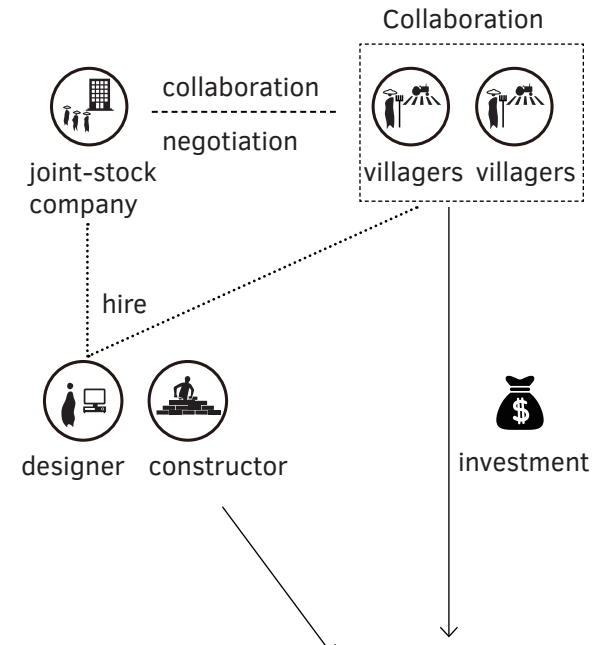 Collaboration
collaboration
negotiation
joint-stock
company
villagers villagers
hire
$
designer constructor
investment